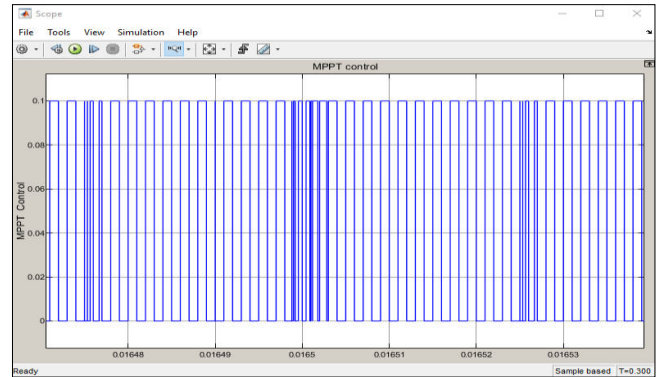 Scope
File Tools View Simulation Help
MPPT control
MPPT Control
0.1
0.08
0.06
0.04
0.02
0
0.01648 0.01649 0.0165 0.01651 0.01652 0.01653
Ready Sample based T=0.300